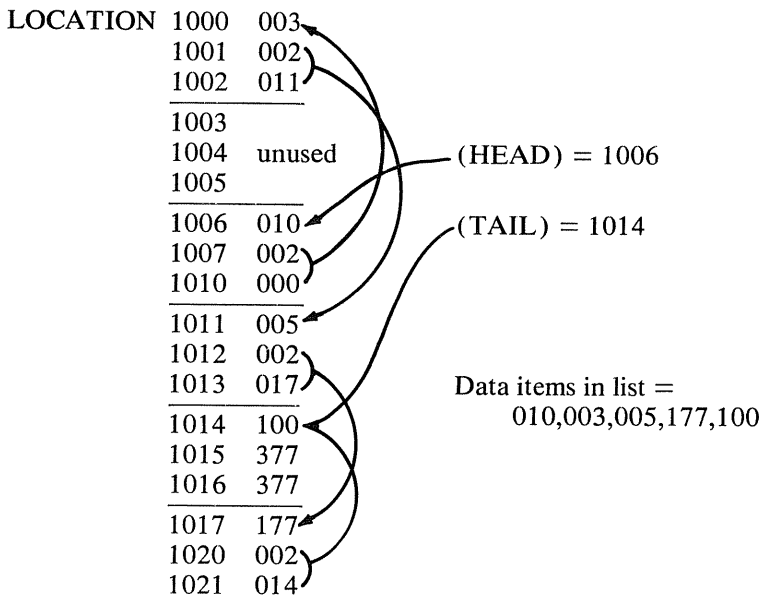 LOCATION 1000 003
1001 002
1002 011
1003
1004 unused (HEAD) = 1006
1005
1006 010 (TAIL) = 1014
1007 002
1010 000
1011 005
1012 002
1013 017 Data items in list =
1014 100 010,003,005,177,100
1015 377
1016 377
1017 177
1020 002
1021 014